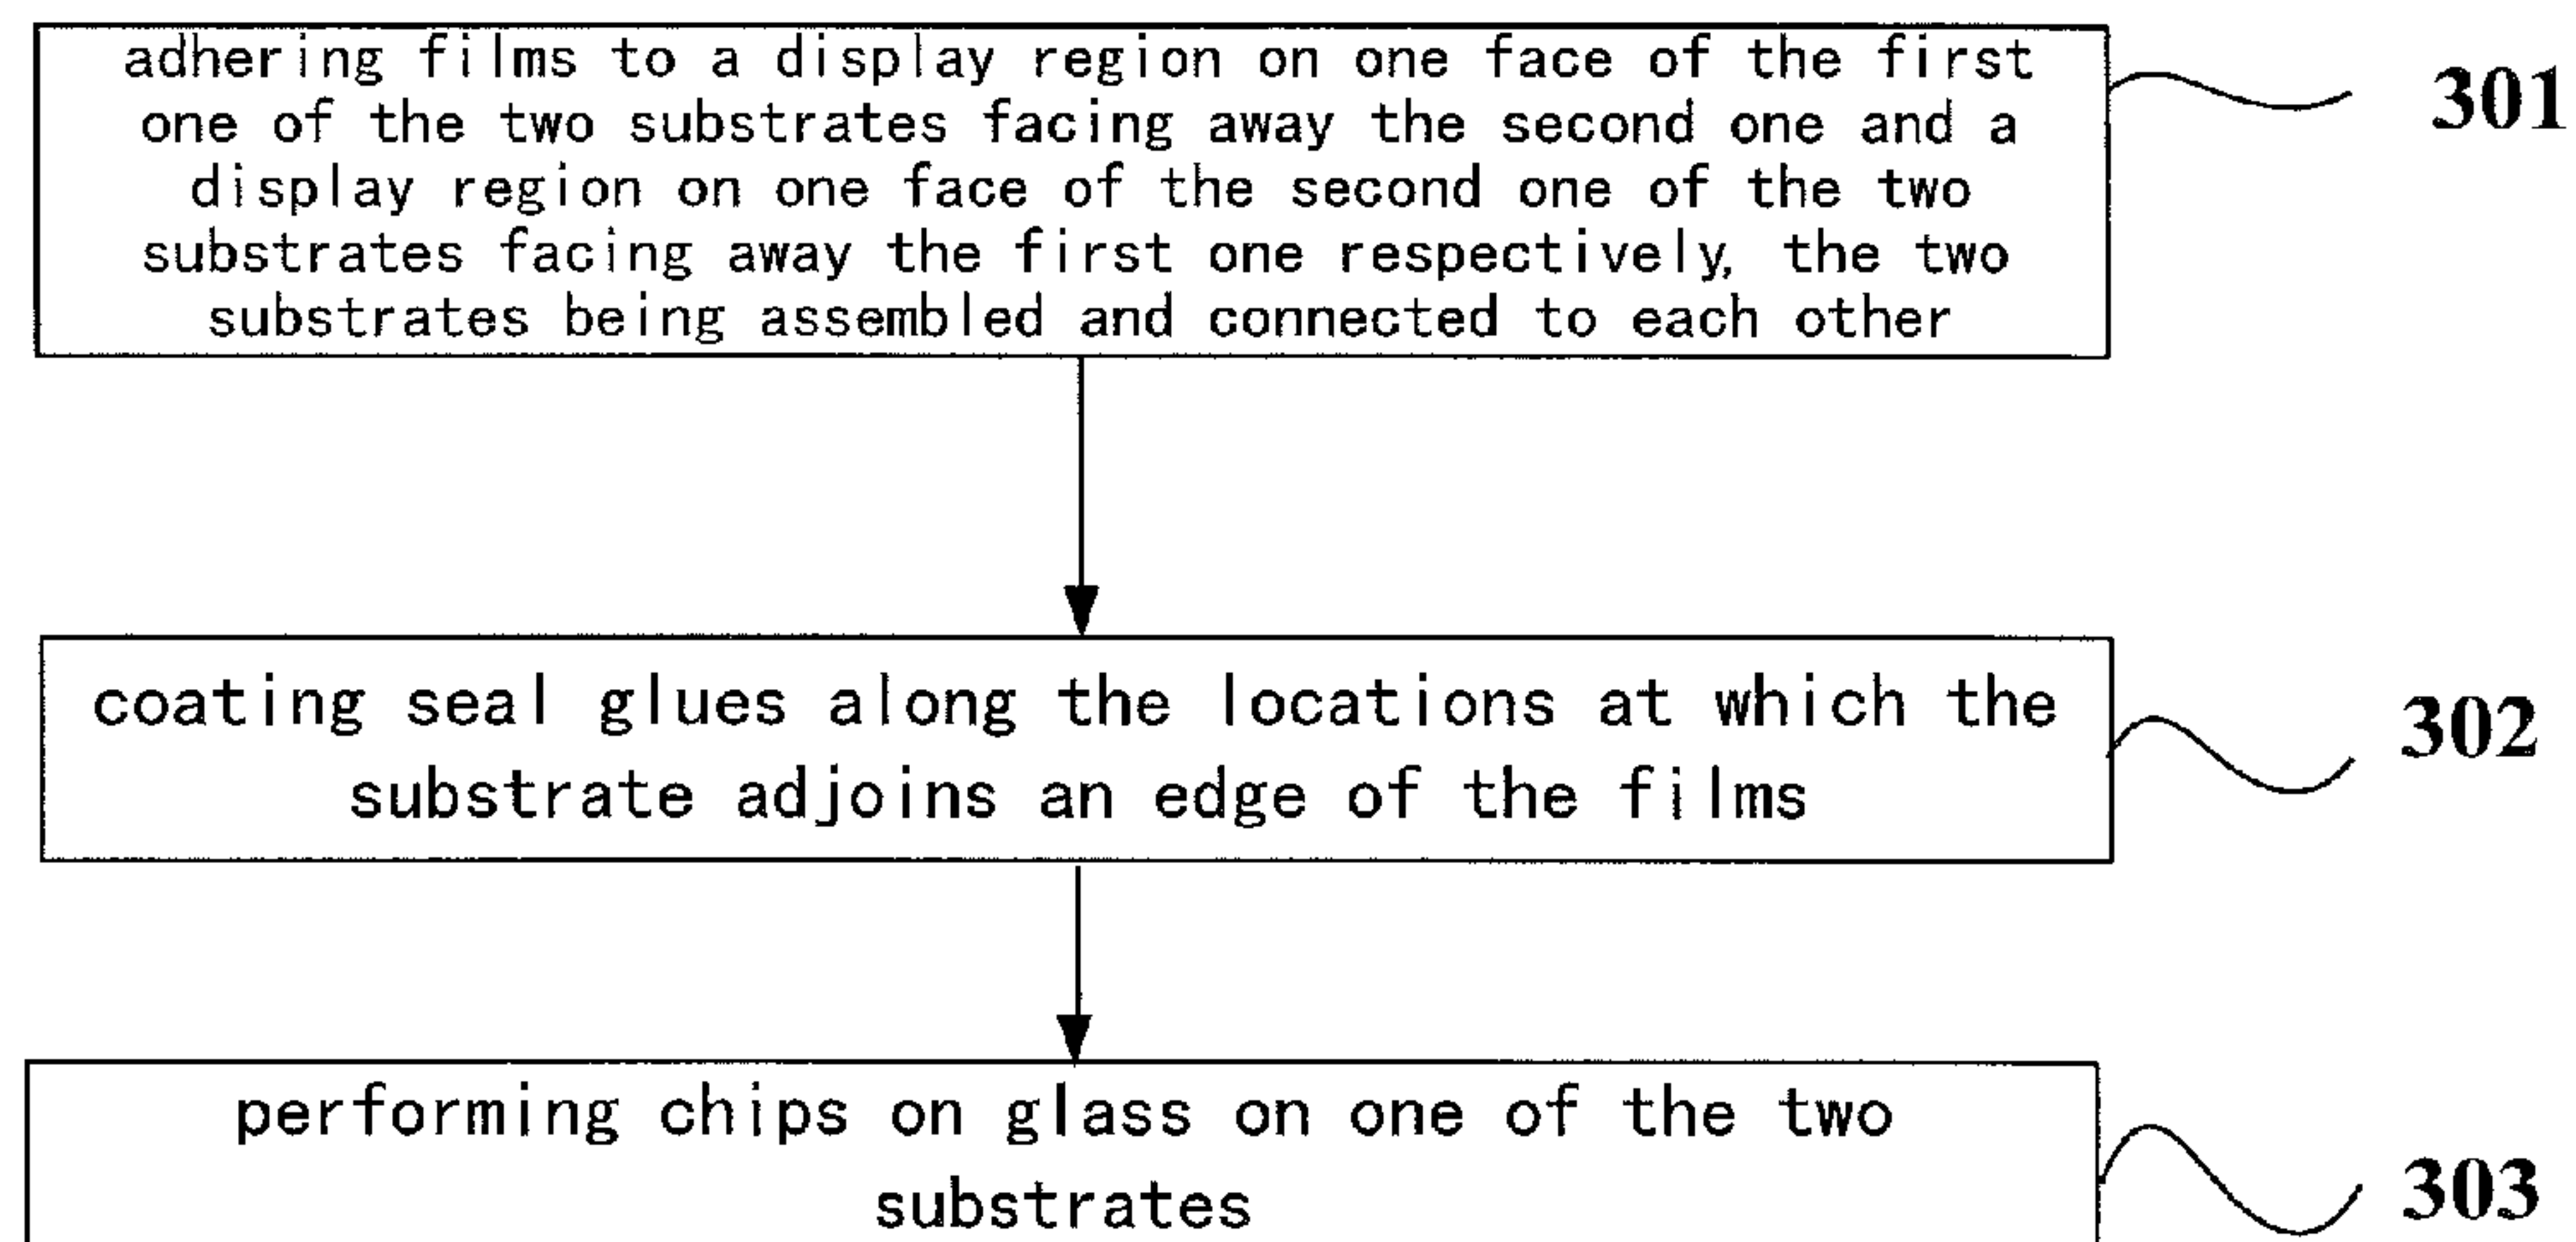 adhering films to a display region on one face of the first
one of the two substrates facing away the second one and a
display region on one face of the second one of the two
substrates facing away the first one respectively, the two
substrates being assembled and connected to each other
301
coating seal glues along the locations at which the
substrate adjoins an edge of the films
302
performing chips on glass on one of the two
substrates
303